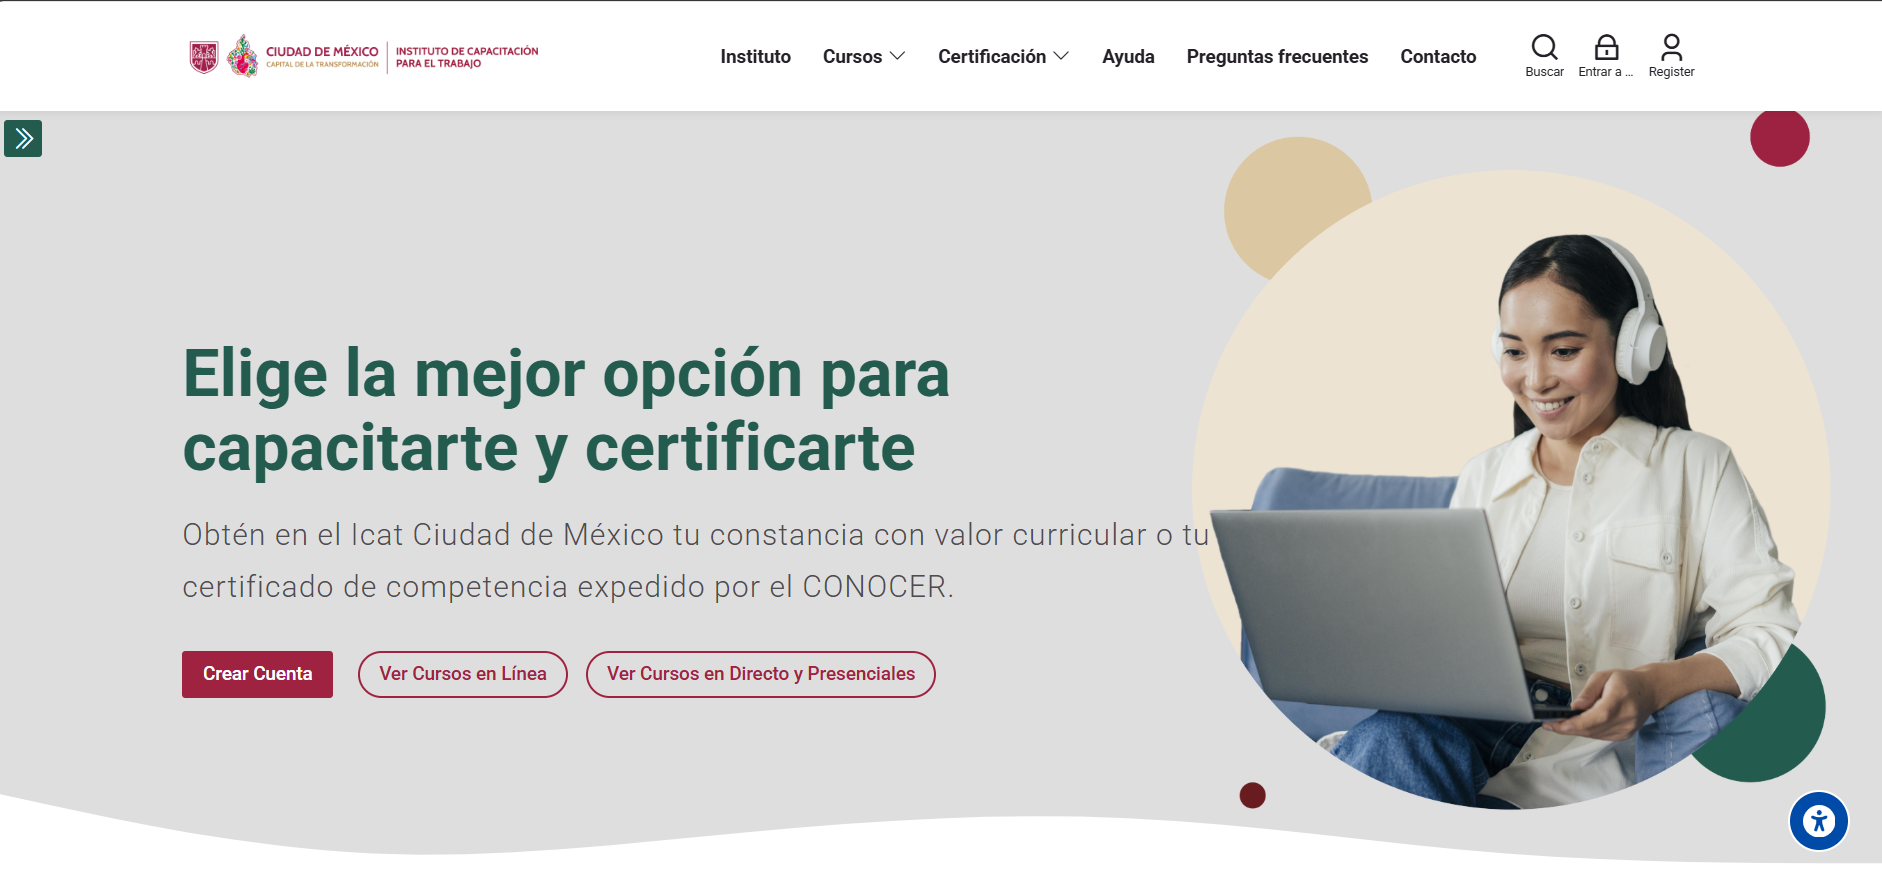 CIUDAD DE MÉXICO
CAPITAL DE LA TRANSFORMACIÓN
INSTITUTO DE CAPACITACIÓN
PARA EL TRABAJO
Instituto
Cursos
Certificación
Ayuda
Preguntas frecuentes
Contacto
Buscar
Entrar a ...
Register
Elige la mejor opción para
capacitarte y certificarte
Obtén en el Icat Ciudad de México tu constancia con valor curricular o tu
certificado de competencia expedido por el CONOCER.
Crear Cuenta
Ver Cursos en Línea
Ver Cursos en Directo y Presenciales